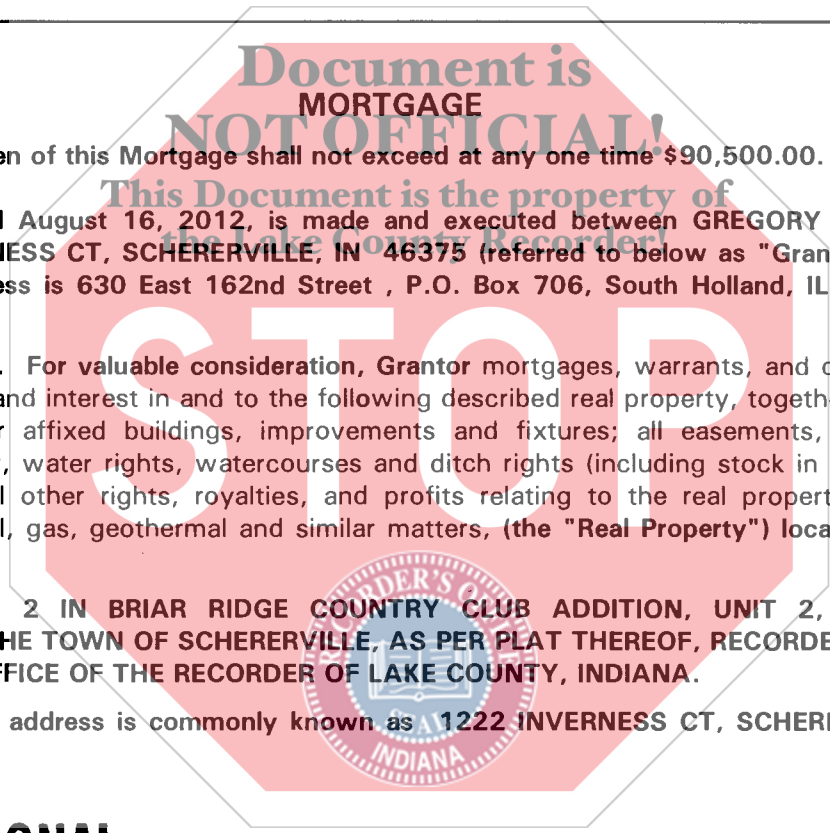 Document is
MORTGAGE
NOT OFFICIAL!
en of this Mortgage shall not exceed at any one time $90,500.00.
This Document is the property of
August 16, 2012, is made and executed between GREGORY
the Lake County Recorder!
NESS CT, SCHERERVILLE, IN 46375 (referred to below as "Gran
ess is 630 East 162nd Street , P.O. Box 706, South Holland, IL
. For valuable consideration, Grantor mortgages, warrants, and c
and interest in and to the following described real property, togeth
r affixed buildings, improvements and fixtures; all easements,
, water rights, watercourses and ditch rights (including stock in
l other rights, royalties, and profits relating to the real propert
l, gas, geothermal and similar matters, (the "Real Property") loca
STOP
2 IN BRIAR RIDGE COUNTRY CLUB ADDITION, UNIT 2,
HE TOWN OF SCHERERVILLE, AS PER PLAT THEREOF, RECORDE
FFICE OF THE RECORDER OF LAKE COUNTY, INDIANA.
address is commonly known as 1222 INVERNESS CT, SCHERE
RECORDER'S OFFICE
SEAL
INDIANA
ONAL